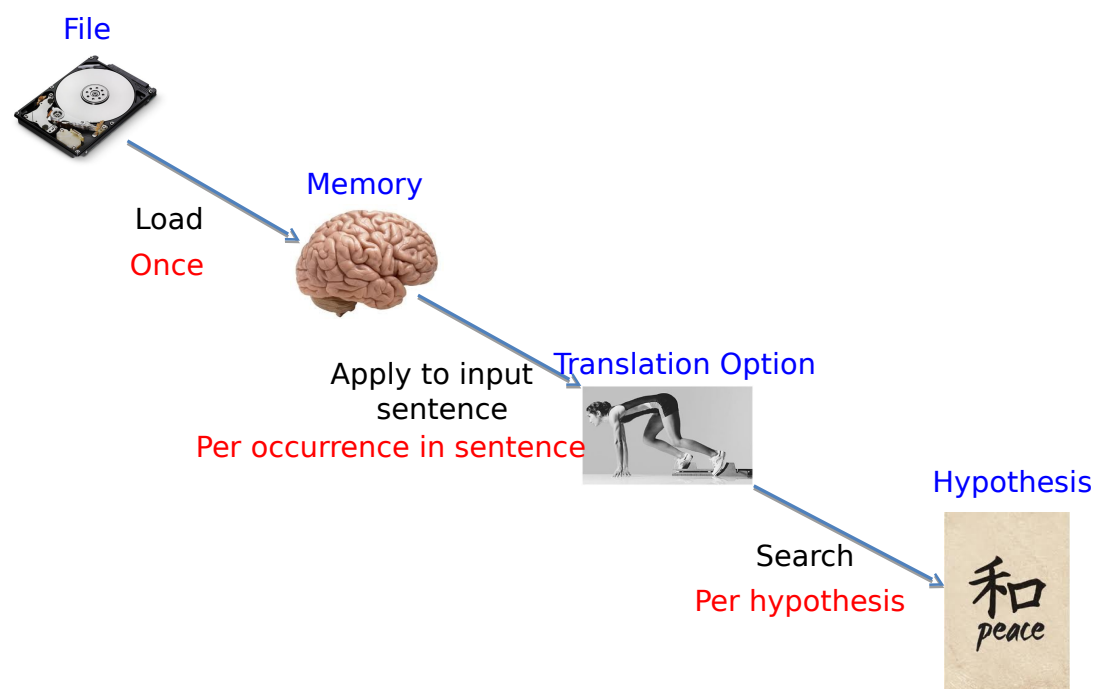 File
Memory
Load
Once
Translation Option
Apply to input
sentence
Per occurrence in sentence
Hypothesis
Search
Per hypothesis
和
peace